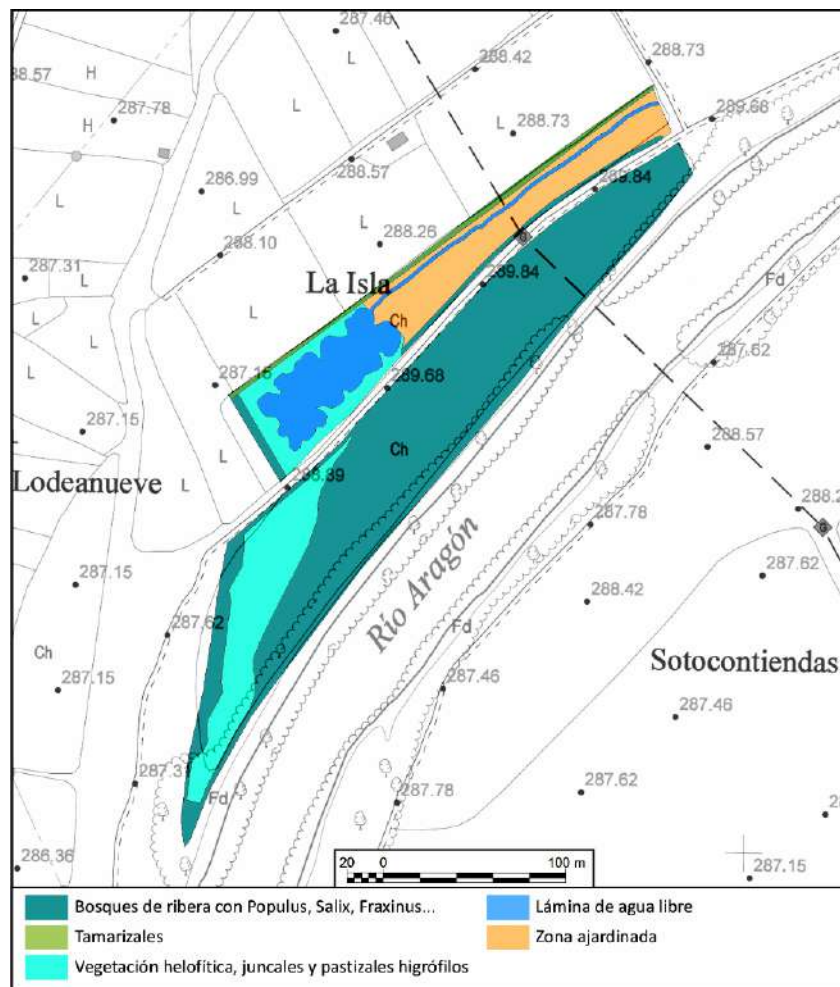 287.46
288.42
288.73
L
88.57
H
287.78
L
L
288.73
289.66
H
288.57
286.99
L
289.84
L
L
288.26
G
288.10
287.31
L
La Isla
289.84
Fd
L
L
Ch
L
287.15
289.68
287.62
L
287.15
L
Ch
288.57
Lodeanueve
L
288.2
G
287.78
Río Aragón
287.15
287.62
288.42
287.62
Fd
Ch
Sotocontiendas
287.15
287.46
287.46
287.3
Fd
287.78
287.62
286.36
20 0 100 m
287.15
Bosques de ribera con Populus, Salix, Fraxinus...
Lámina de agua libre
Tamarizales
Zona ajardinada
Vegetación helofítica, juncales y pastizales higrófilos